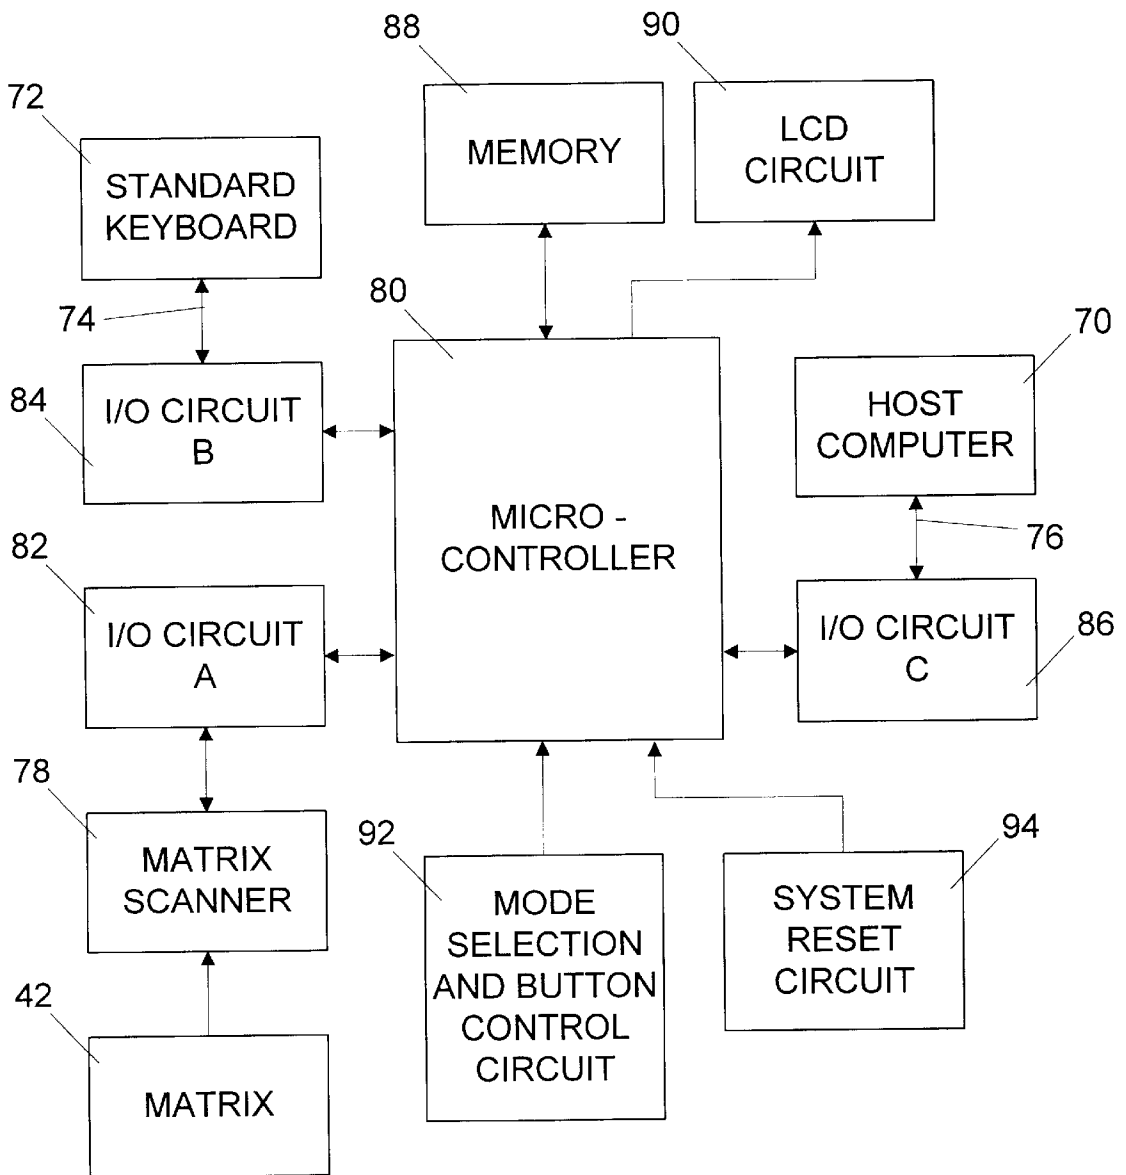 88
90
72
MEMORY
LCD
CIRCUIT
STANDARD
KEYBOARD
74
80
70
84
I/O CIRCUIT
B
HOST
COMPUTER
MICRO -
CONTROLLER
76
82
I/O CIRCUIT
A
I/O CIRCUIT
C
86
78
MATRIX
SCANNER
92
MODE
SELECTION
AND BUTTON
CONTROL
CIRCUIT
94
SYSTEM
RESET
CIRCUIT
42
MATRIX